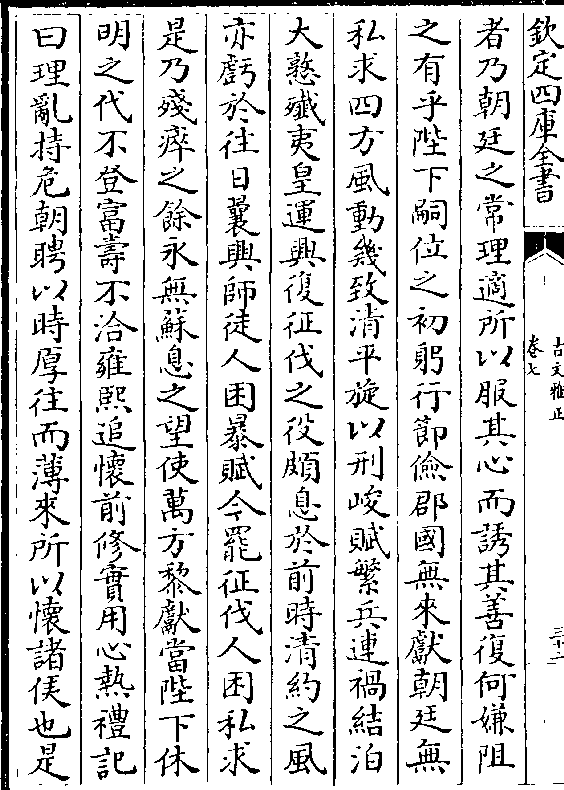 欽定四庫全書
古文雅正
卷七
三十二
者乃朝廷之常理適所以服其心而誘其善復何嫌阻
之有乎陛下嗣位之初躬行節儉郡國無來獻朝廷無
私求四方風動幾致清平旋以刑峻賦繁兵連禍結洎
大憝殲夷皇運興復征伐之役頗息於前時清約之風
亦虧於往日曩興師徒人困暴賦今罷征伐人困私求
是乃殘瘁之餘永無蘇息之望使萬方黎獻當陛下休
明之代不登富壽不洽雍熙追懷前修實用心熱禮記
曰理亂持危朝聘以時厚往而薄來所以懷諸侯也是